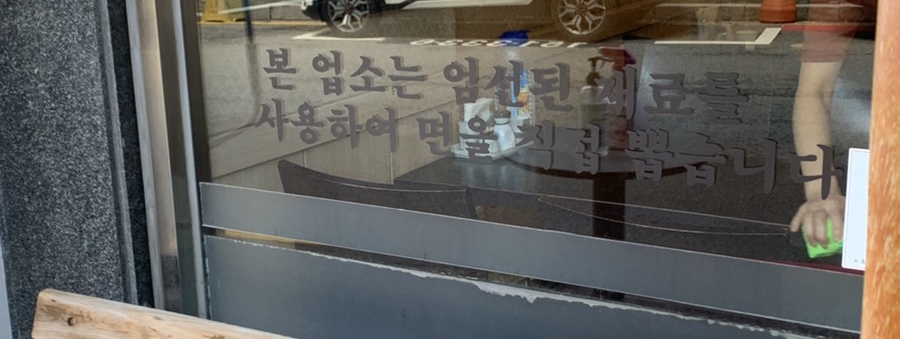 본 업소는 엄선된 재료를
사용하여 면을 직접 뽑습니다